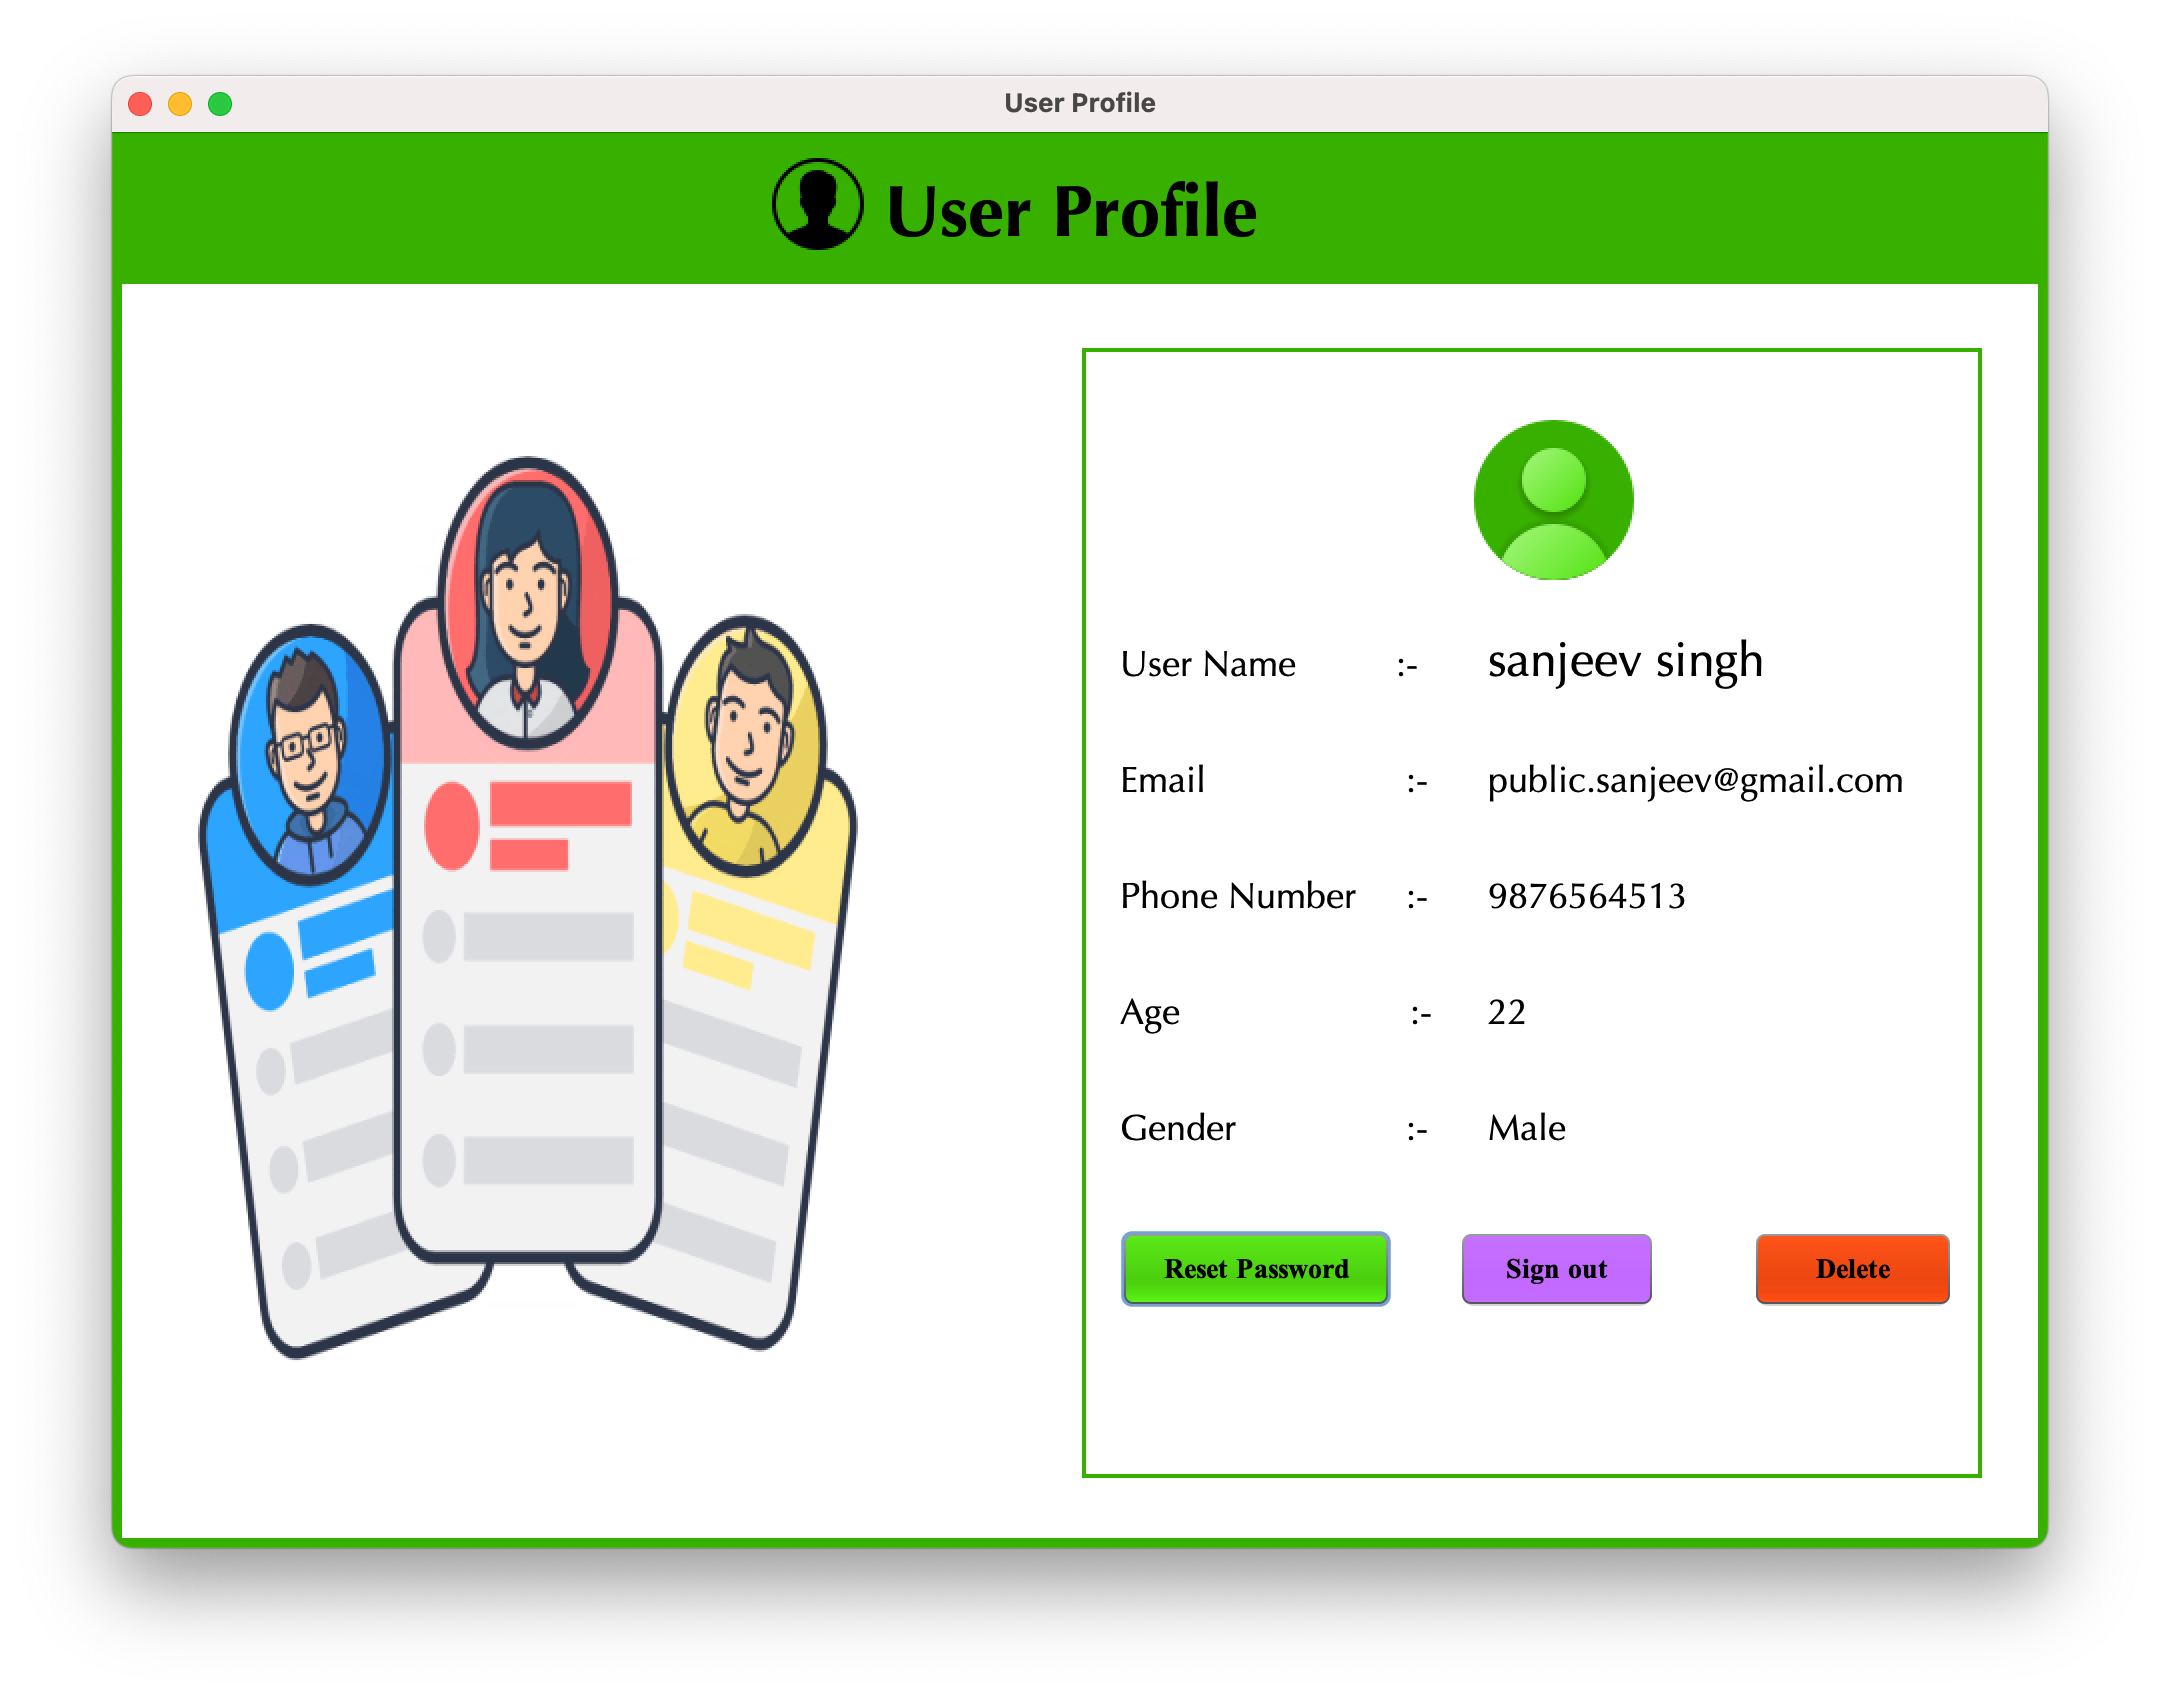 User Profile
User Profile
User Name :- sanjeev singh
Email :- public.sanjeev@gmail.com
Phone Number :- 9876564513
Age :- 22
Gender :- Male
Reset Password Sign out Delete